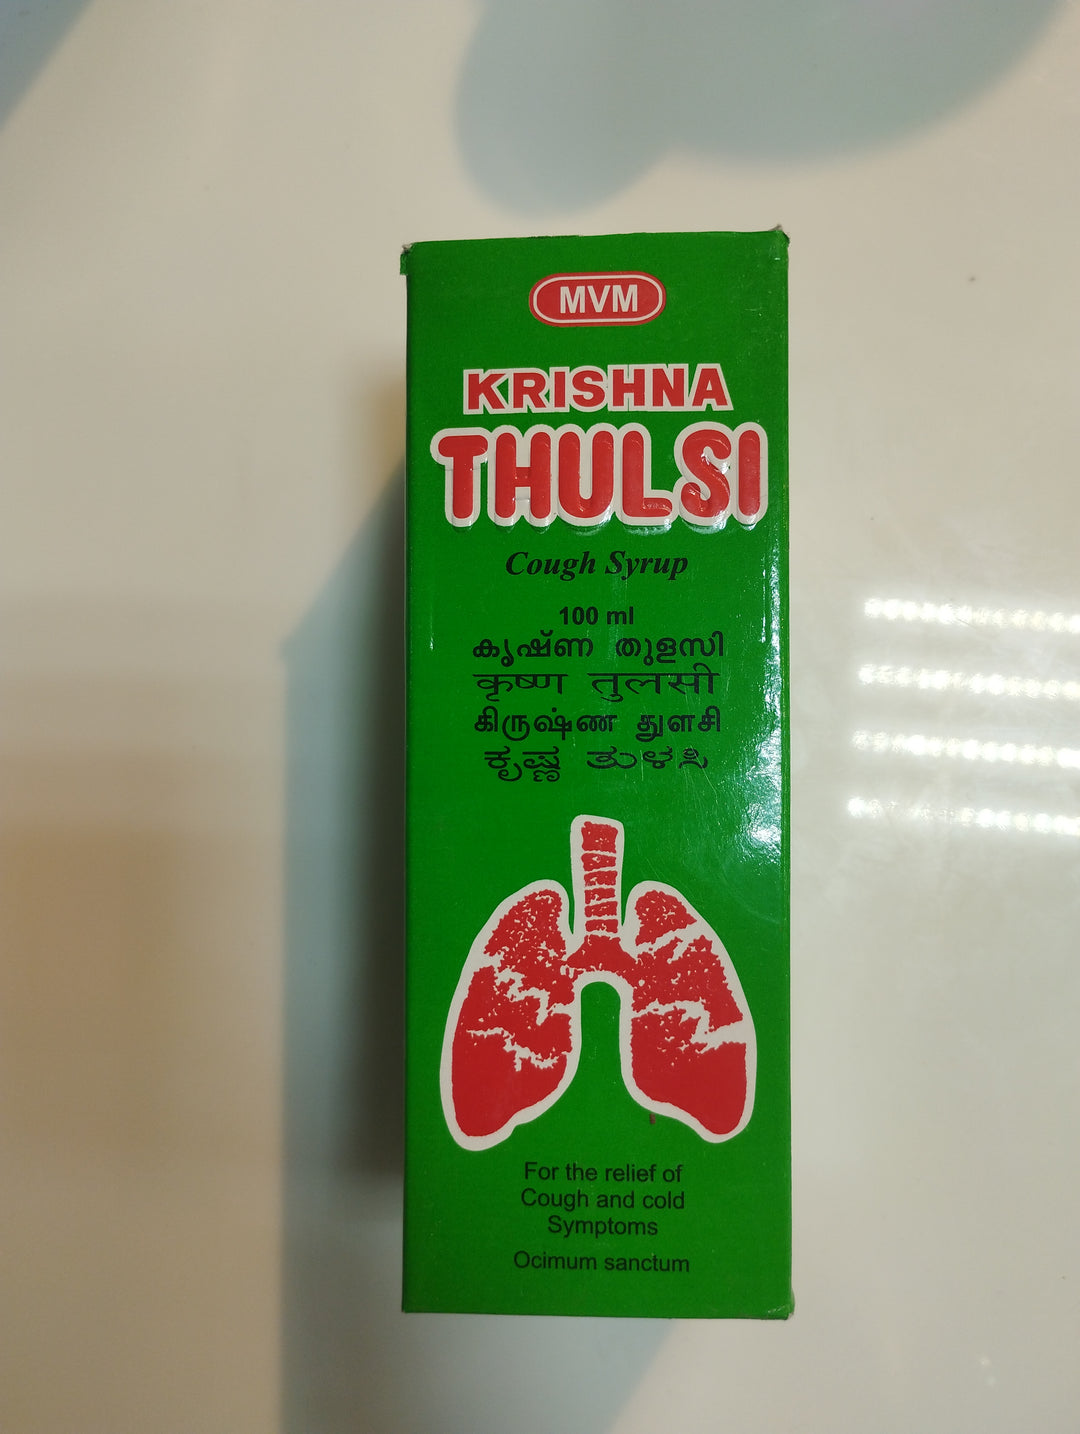 MVM
KRISHNA
THULSI
Cough Syrup
100 ml
കൃഷ്ണ തുളസി
कृष्ण तुलसी
கிருஷ்ண துளசி
ಕೃಷ್ಣ ತುಳಸಿ
For the relief of
Cough and cold
Symptoms
Ocimum sanctum